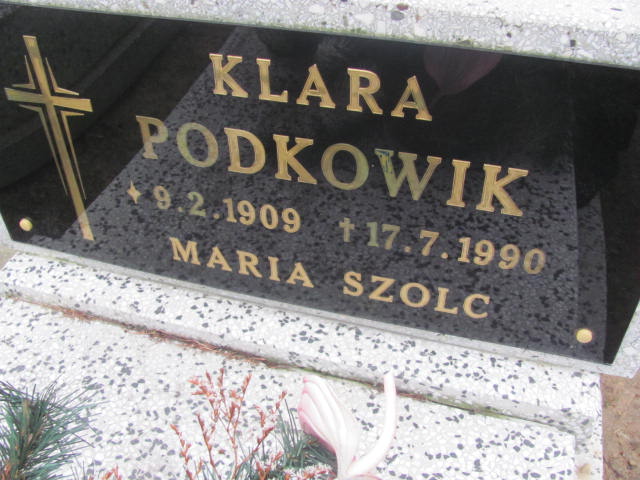 KLARA
PODKOWIK
9.2.1909 †17.7.1990
MARIA SZOLC